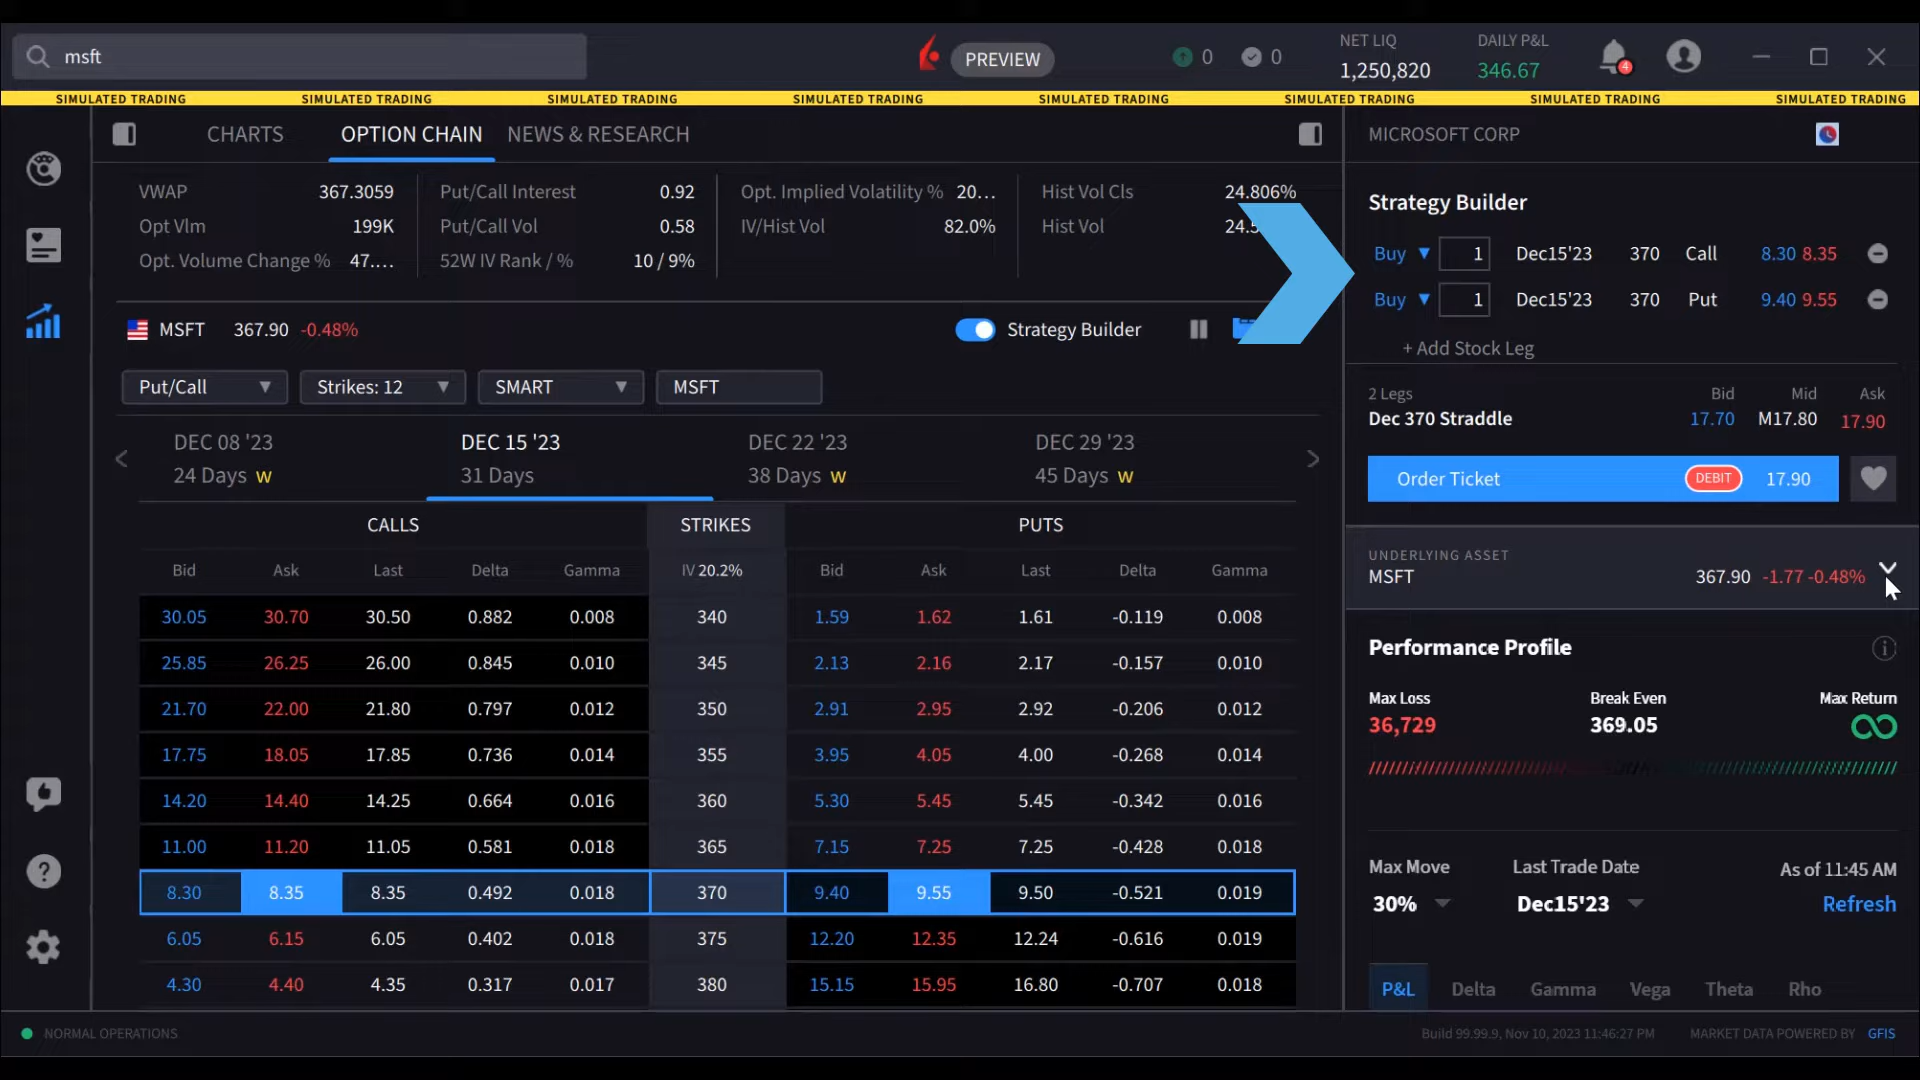 msft
PREVIEW
0
0
NET LIQ
1,250,820
DAILY P&L
346.67
4
SIMULATED TRADING SIMULATED TRADING SIMULATED TRADING SIMULATED TRADING SIMULATED TRADING SIMULATED TRADING SIMULATED TRADING SIMULATED TRADING
CHARTS OPTION CHAIN NEWS & RESEARCH
VWAP 367.3059 Put/Call Interest 0.92 Opt. Implied Volatility % 20... Hist Vol Cls 24.806%
Opt Vlm 199K Put/Call Vol 0.58 IV/Hist Vol 82.0% Hist Vol 24.5
Opt. Volume Change % 47.... 52W IV Rank / % 10 / 9%
MSFT 367.90 -0.48% Strategy Builder
Put/Call Strikes: 12 SMART MSFT
DEC 08 '23 DEC 15 '23 DEC 22 '23 DEC 29 '23
24 Days W 31 Days 38 Days W 45 Days W
CALLS STRIKES PUTS
Bid Ask Last Delta Gamma IV 20.2% Bid Ask Last Delta Gamma
30.05 30.70 30.50 0.882 0.008 340 1.59 1.62 1.61 -0.119 0.008
25.85 26.25 26.00 0.845 0.010 345 2.13 2.16 2.17 -0.157 0.010
21.70 22.00 21.80 0.797 0.012 350 2.91 2.95 2.92 -0.206 0.012
17.75 18.05 17.85 0.736 0.014 355 3.95 4.05 4.00 -0.268 0.014
14.20 14.40 14.25 0.664 0.016 360 5.30 5.45 5.45 -0.342 0.016
11.00 11.20 11.05 0.581 0.018 365 7.15 7.25 7.25 -0.428 0.018
8.30 8.35 8.35 0.492 0.018 370 9.40 9.55 9.50 -0.521 0.019
6.05 6.15 6.05 0.402 0.018 375 12.20 12.35 12.24 -0.616 0.019
4.30 4.40 4.35 0.317 0.017 380 15.15 15.95 16.80 -0.707 0.018
MICROSOFT CORP
Strategy Builder
Buy 1 Dec15'23 370 Call 8.30 8.35
Buy 1 Dec15'23 370 Put 9.40 9.55
+ Add Stock Leg
2 Legs Bid Mid Ask
Dec 370 Straddle 17.70 M17.80 17.90
Order Ticket DEBIT 17.90
UNDERLYING ASSET
MSFT 367.90 -1.77 -0.48%
Performance Profile
Max Loss Break Even Max Return
36,729 369.05 ∞
Max Move Last Trade Date As of 11:45 AM
30% Dec15'23 Refresh
P&L Delta Gamma Vega Theta Rho
NORMAL OPERATIONS
Build 99.99.9, Nov 10, 2023 11:46:27 PM MARKET DATA POWERED BY GFIS